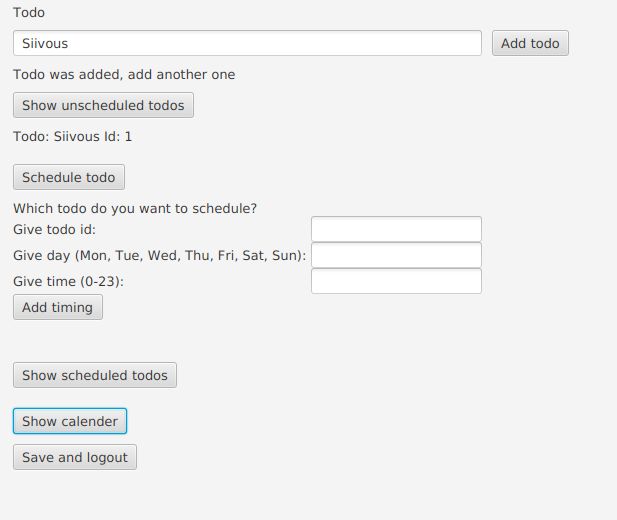 Todo
Siivous Add todo
Todo was added, add another one
Show unscheduled todos
Todo: Siivous Id: 1
Schedule todo
Which todo do you want to schedule?
Give todo id:
Give day (Mon, Tue, Wed, Thu, Fri, Sat, Sun):
Give time (0-23):
Add timing
Show scheduled todos
Show calender
Save and logout